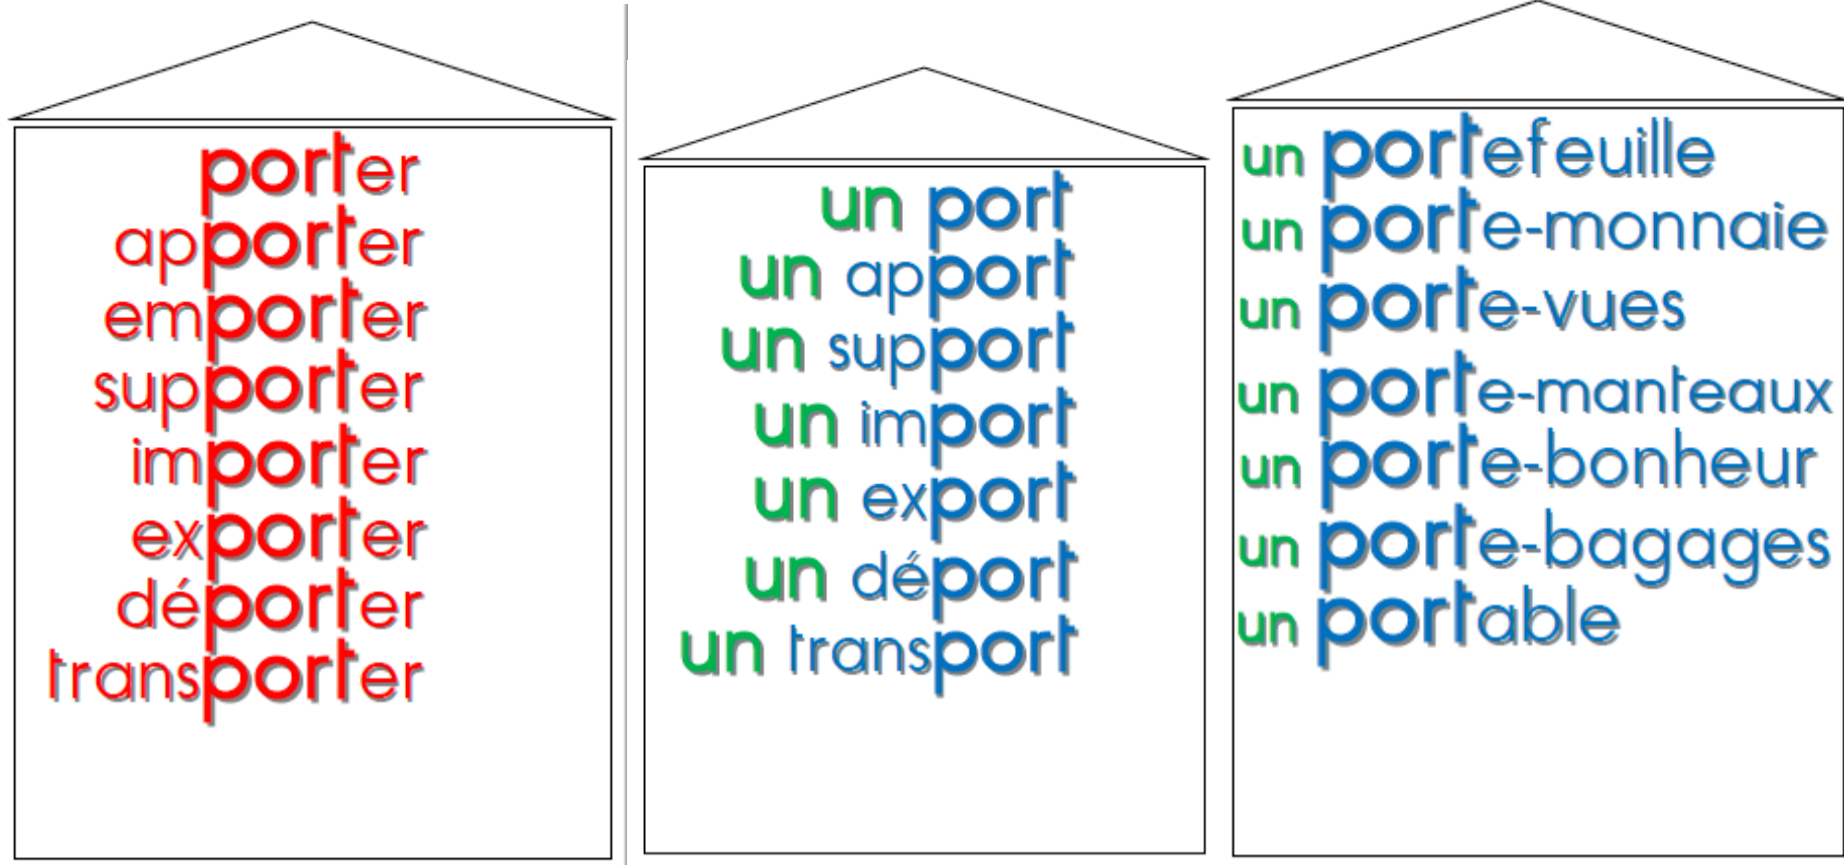 porter
apporter
emporter
supporter
importer
exporter
déporter
transporter
un port
un apport
un support
un import
un export
un déport
un transport
un portefeuille
un porte-monnaie
un porte-vues
un porte-manteaux
un porte-bonheur
un porte-bagages
un portable